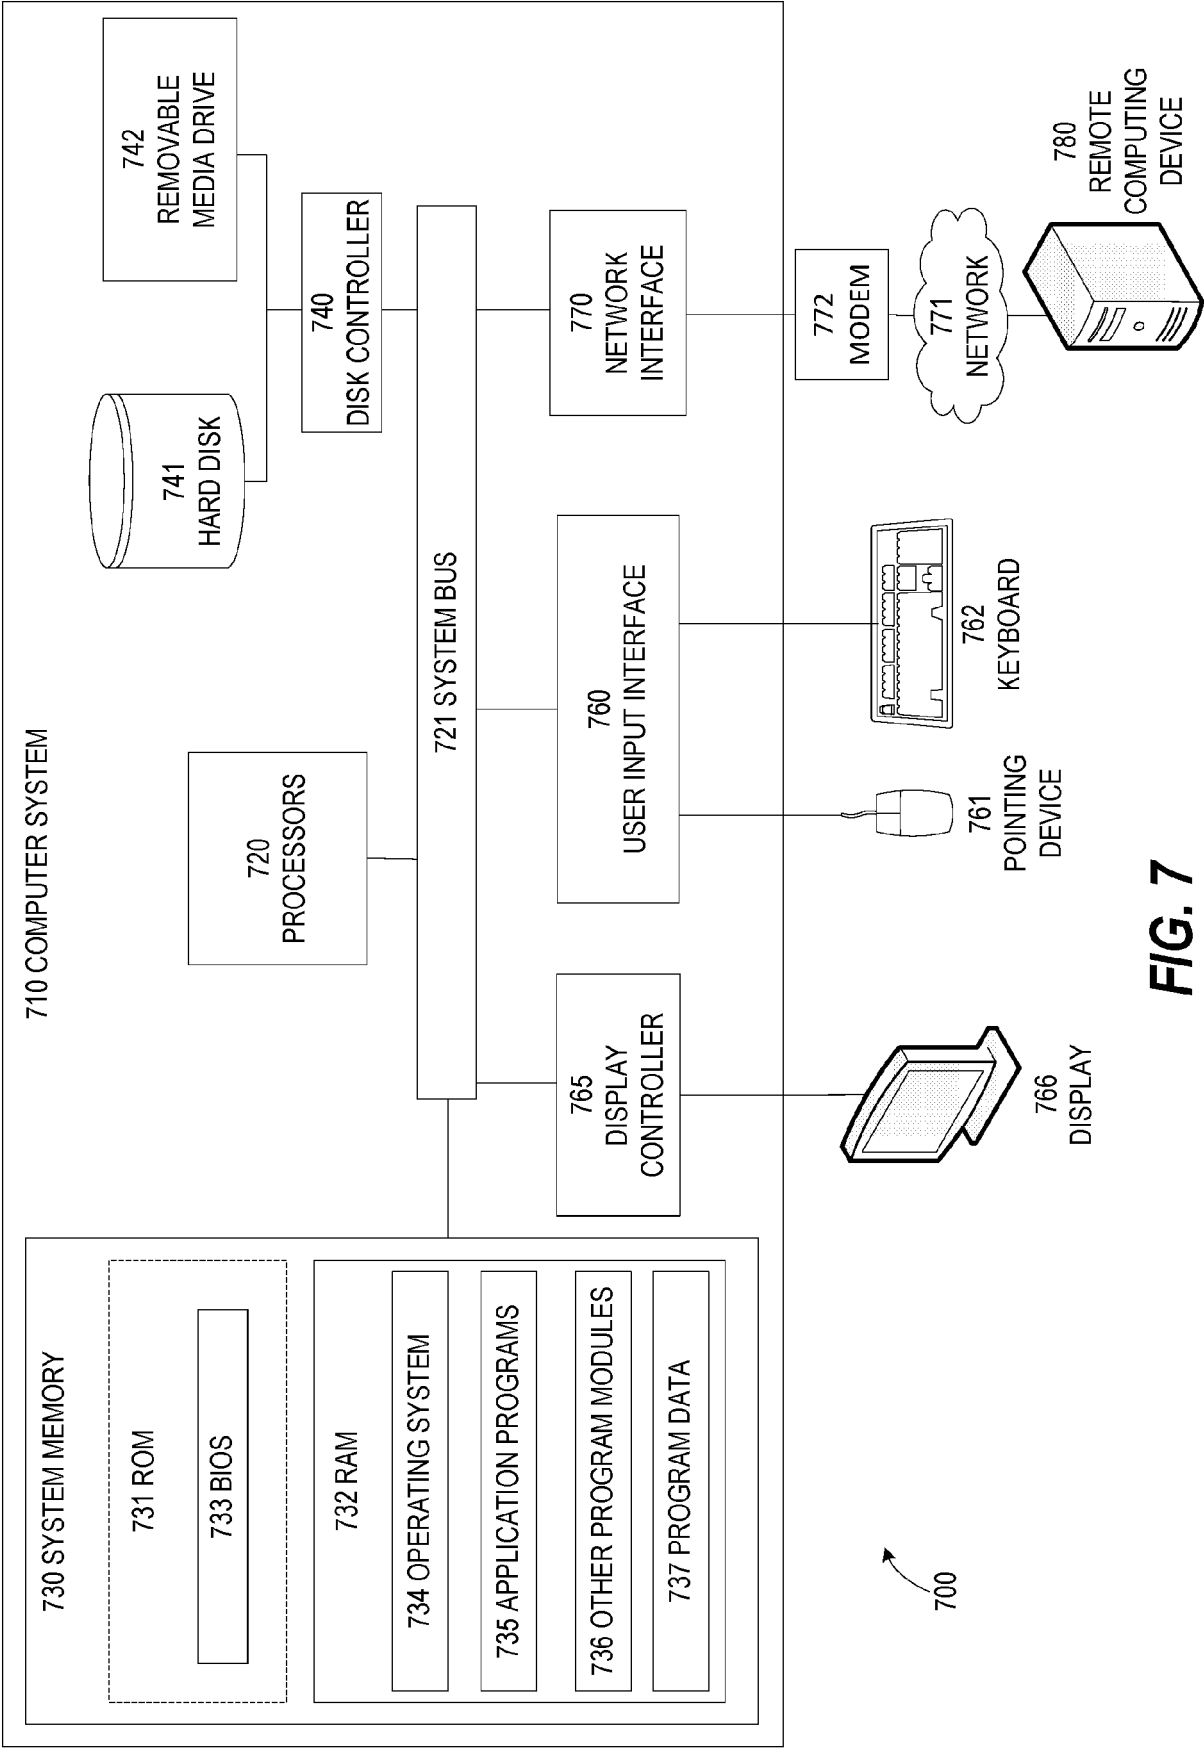 710 COMPUTER SYSTEM
730 SYSTEM MEMORY
731 ROM
733 BIOS
732 RAM
734 OPERATING SYSTEM
735 APPLICATION PROGRAMS
736 OTHER PROGRAM MODULES
737 PROGRAM DATA
720
PROCESSORS
741
HARD DISK
742
REMOVABLE
MEDIA DRIVE
740
DISK CONTROLLER
721 SYSTEM BUS
765
DISPLAY
CONTROLLER
760
USER INPUT INTERFACE
770
NETWORK
INTERFACE
772
MODEM
771
NETWORK
780
REMOTE
COMPUTING
DEVICE
766
DISPLAY
761
POINTING
DEVICE
762
KEYBOARD
700
FIG. 7